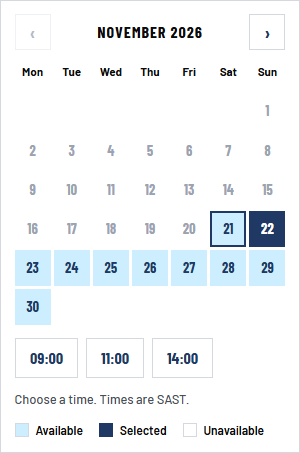 ‹ NOVEMBER 2026 ›
Mon Tue Wed Thu Fri Sat Sun
1
2 3 4 5 6 7 8
9 10 11 12 13 14 15
16 17 18 19 20 21 22
23 24 25 26 27 28 29
30
09:00 11:00 14:00
Choose a time. Times are SAST.
Available Selected Unavailable